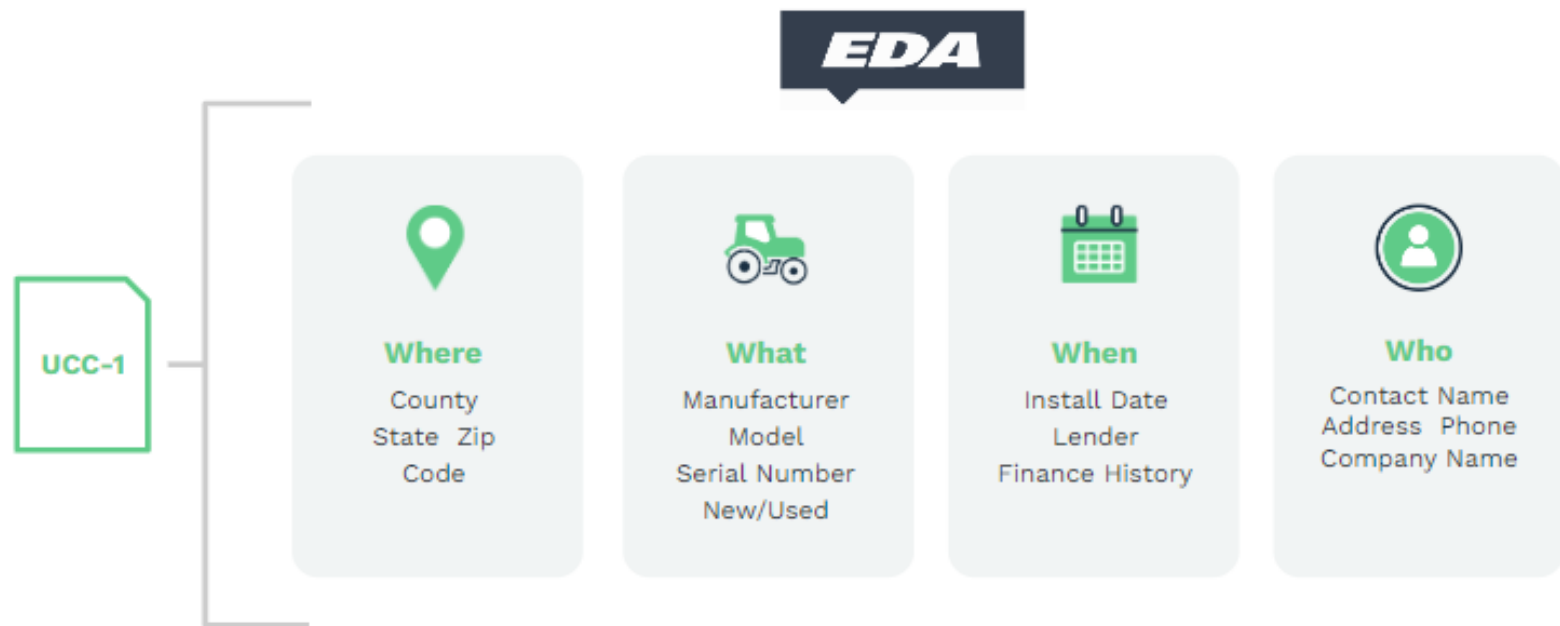 EDA
UCC-1
Where
County
State Zip
Code
What
Manufacturer
Model
Serial Number
New/Used
When
Install Date
Lender
Finance History
Who
Contact Name
Address Phone
Company Name